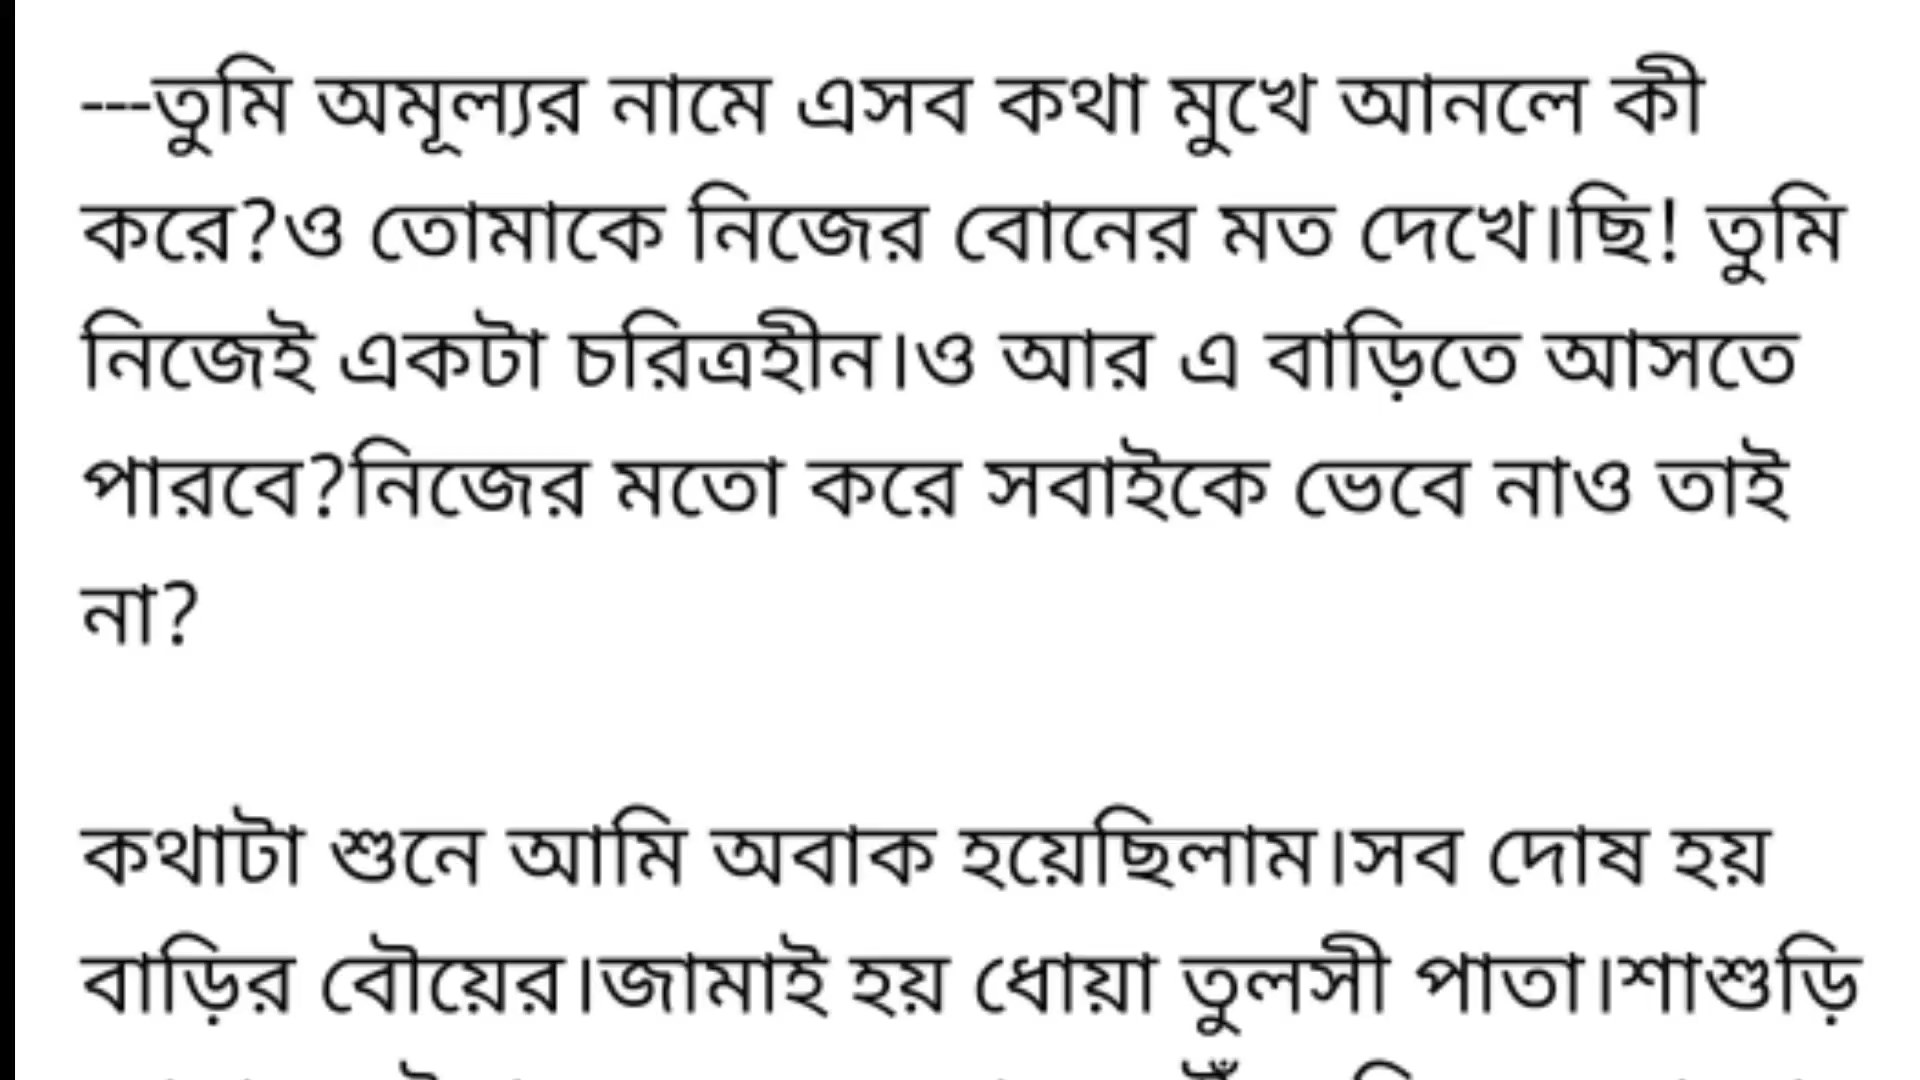 ---তুমি অমূল্যর নামে এসব কথা মুখে আনলে কী
করে?ও তোমাকে নিজের বোনের মত দেখে।ছি! তুমি
নিজেই একটা চরিত্রহীন।ও আর এ বাড়িতে আসতে
পারবে?নিজের মতো করে সবাইকে ভেবে নাও তাই
না?
কথাটা শুনে আমি অবাক হয়েছিলাম।সব দোষ হয়
বাড়ির বৌয়ের।জামাই হয় ধোয়া তুলসী পাতা।শাশুড়ি